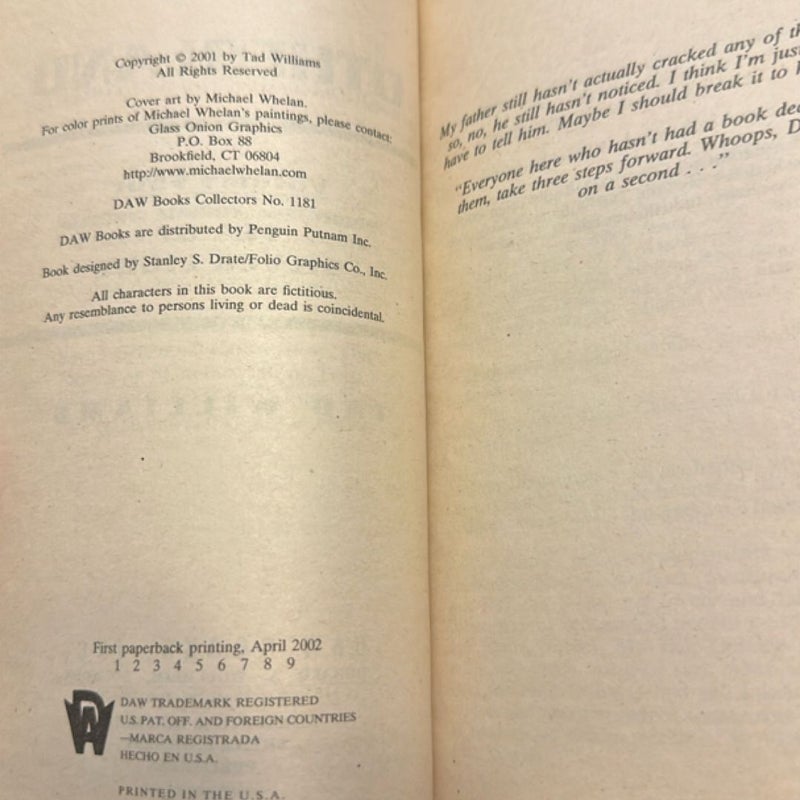 Copyright © 2001 by Tad Williams
All Rights Reserved
Cover art by Michael Whelan.
For color prints of Michael Whelan's paintings, please contact:
Glass Onion Graphics
P.O. Box 88
Brookfield, CT 06804
http://www.michaelwhelan.com
DAW Books Collectors No. 1181
DAW Books are distributed by Penguin Putnam Inc.
Book designed by Stanley S. Drate/Folio Graphics Co., Inc.
All characters in this book are fictitious.
Any resemblance to persons living or dead is coincidental.
First paperback printing, April 2002
1 2 3 4 5 6 7 8 9
DAW
DAW TRADEMARK REGISTERED
U.S. PAT. OFF. AND FOREIGN COUNTRIES
—MARCA REGISTRADA
HECHO EN U.S.A.
PRINTED IN THE U.S.A.
My father still hasn't actually cracked any of
so, no, he still hasn't noticed. I think I'm
have to tell him. Maybe I should break it to
"Everyone here who hasn't had a book
them, take three steps forward. Whoops,
on a second . . ."